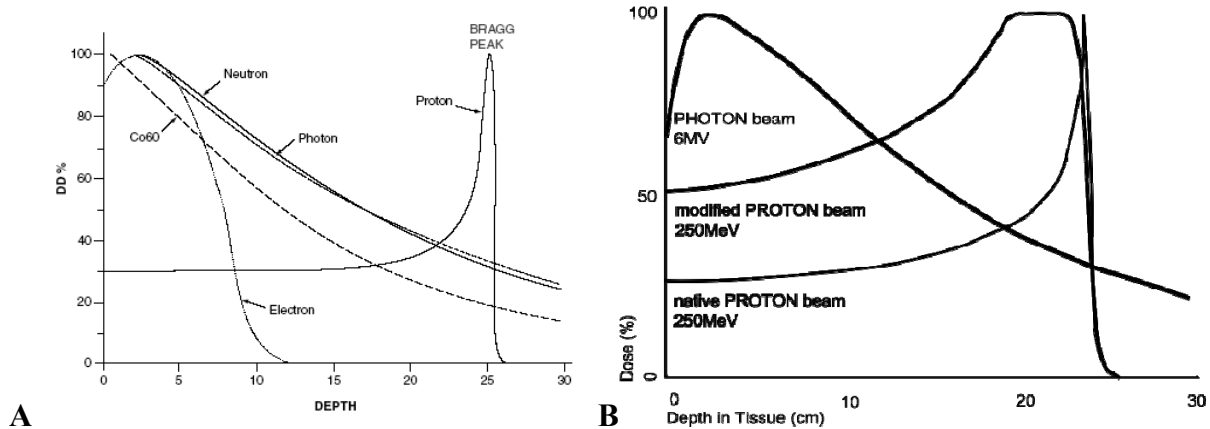 BRAGG
PEAK
100
80
60
40
20
0
DD %
Neutron
Proton
Photon
Co60
Electron
0
5
10
15
20
25
30
DEPTH
A
100
50
0
Dose (%)
PHOTON beam
6MV
modified PROTON beam
250MeV
native PROTON beam
250MeV
0
10
20
30
Depth in Tissue (cm)
B